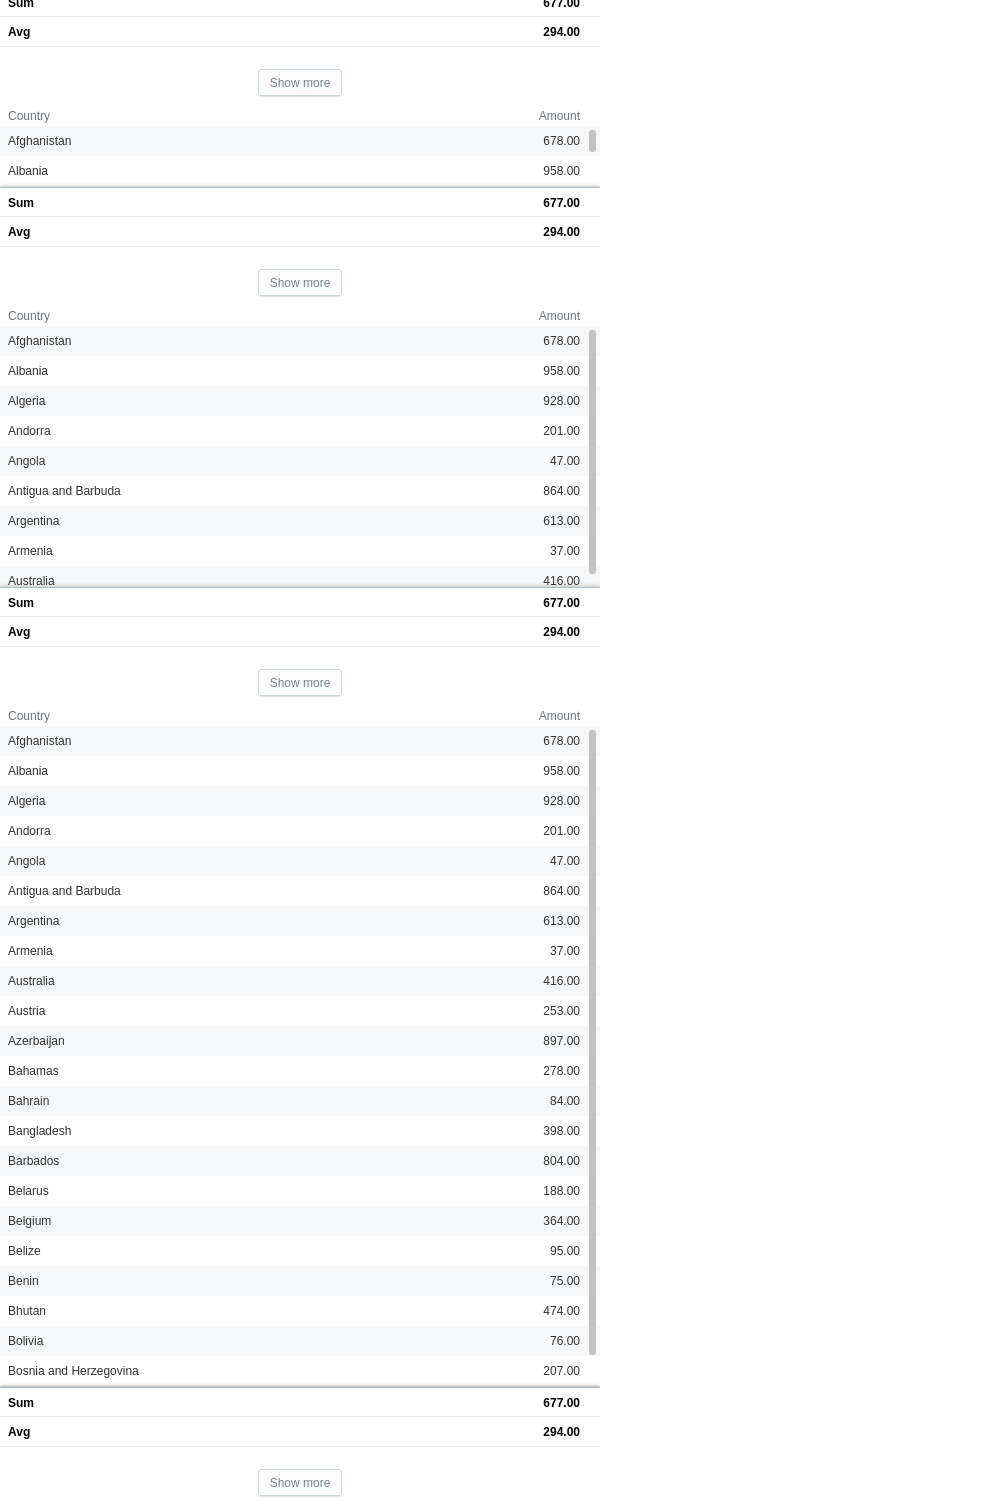 Sum 677.00
Avg 294.00
Show more
Country Amount
Afghanistan 678.00
Albania 958.00
Sum 677.00
Avg 294.00
Show more
Country Amount
Afghanistan 678.00
Albania 958.00
Algeria 928.00
Andorra 201.00
Angola 47.00
Antigua and Barbuda 864.00
Argentina 613.00
Armenia 37.00
Australia 416.00
Sum 677.00
Avg 294.00
Show more
Country Amount
Afghanistan 678.00
Albania 958.00
Algeria 928.00
Andorra 201.00
Angola 47.00
Antigua and Barbuda 864.00
Argentina 613.00
Armenia 37.00
Australia 416.00
Austria 253.00
Azerbaijan 897.00
Bahamas 278.00
Bahrain 84.00
Bangladesh 398.00
Barbados 804.00
Belarus 188.00
Belgium 364.00
Belize 95.00
Benin 75.00
Bhutan 474.00
Bolivia 76.00
Bosnia and Herzegovina 207.00
Sum 677.00
Avg 294.00
Show more